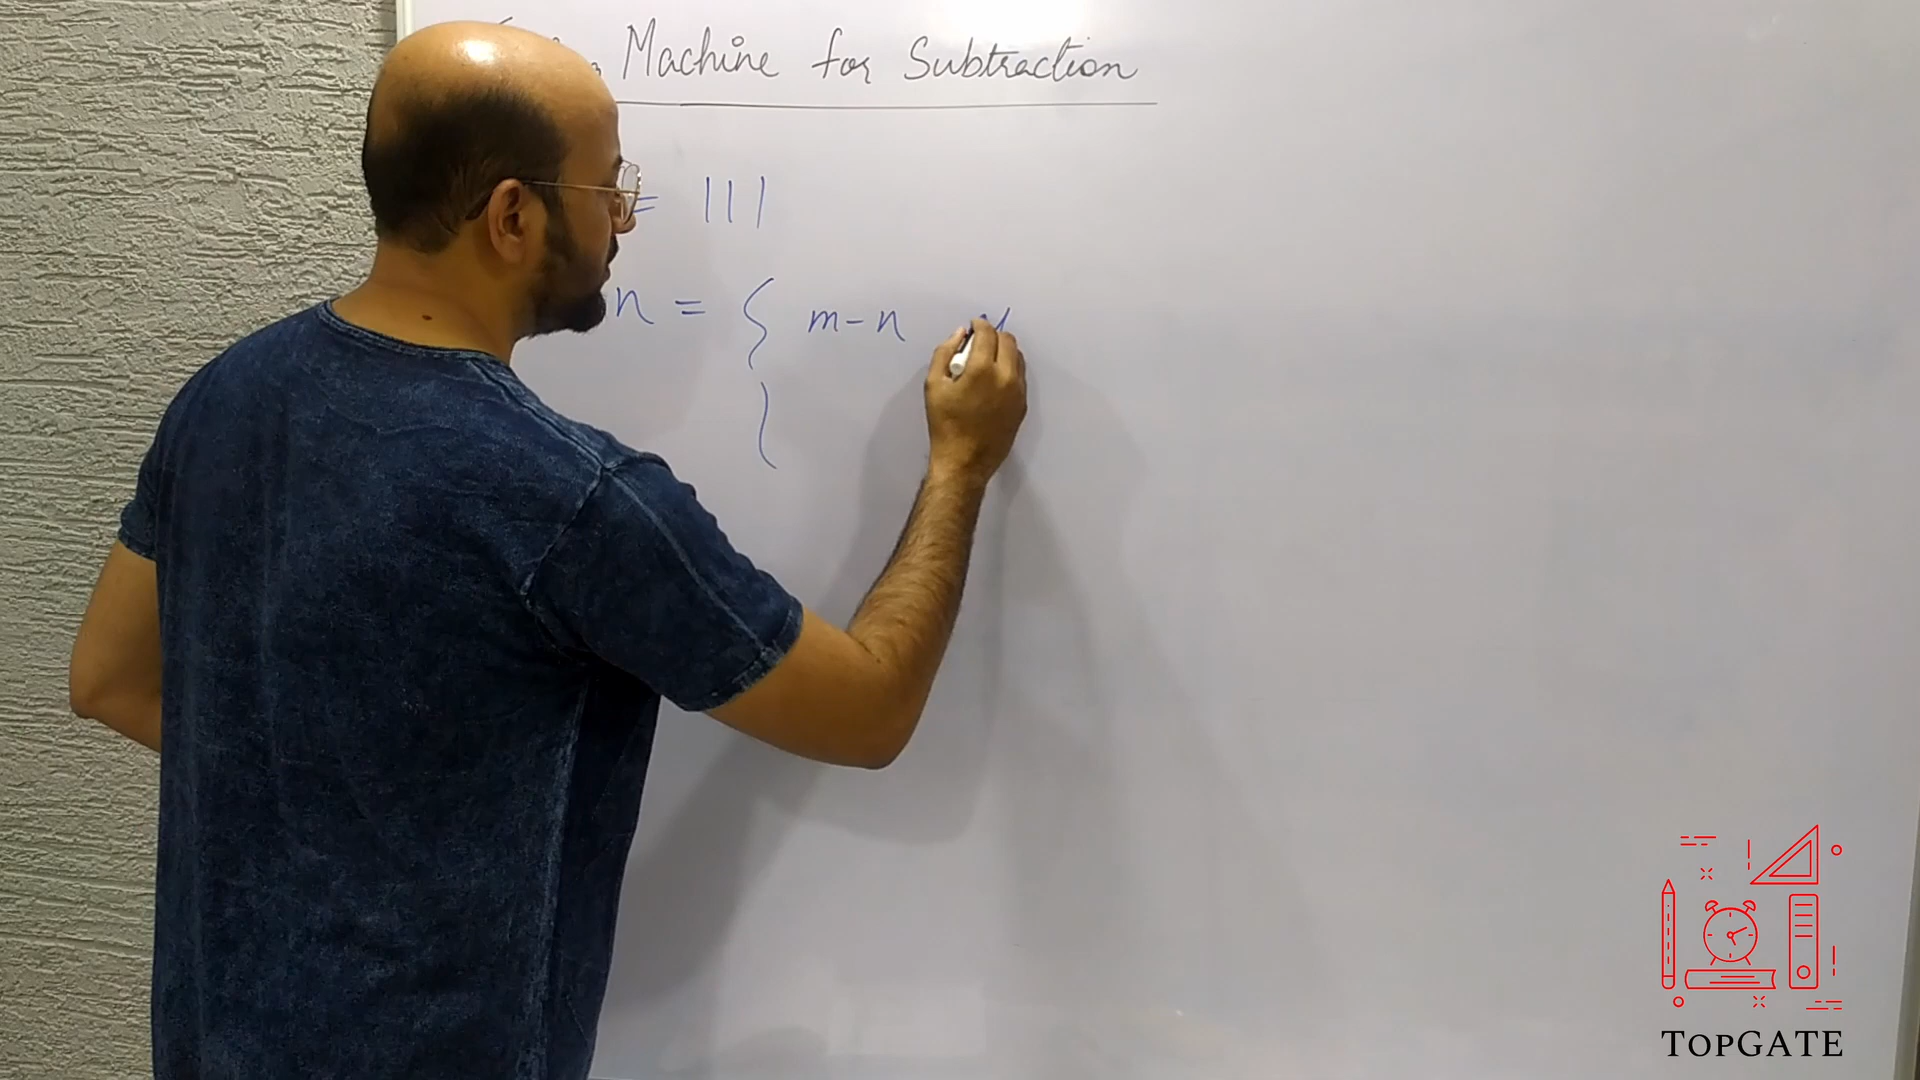 Machine for Subtraction
= 111
n = { m-n
TOPGATE